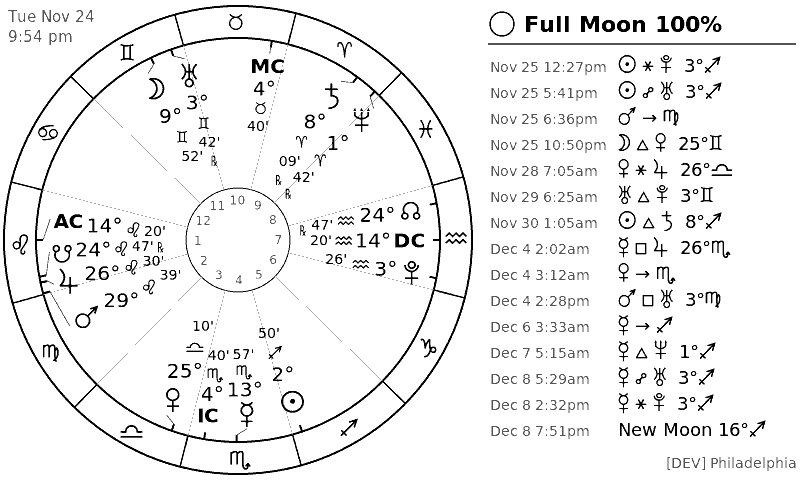 Tue Nov 24
9:54 pm
MC
4°
♉
40'
☽
9°
♊
52'
♅
3°
♊
42'
℞
♄
8°
♈
09'
℞
♆
1°
♈
42'
℞
AC 14° ♌ 20'
☋ 24° ♌ 47' ℞
♃ 26° ♌ 30'
♂ 29° ♌ 39'
℞ 47' ♒ 24° ☊
20' ♒ 14° DC
26' ♒ 3° ♇
10'
♎
25°
♀
40'
♏
4°
IC
57'
♏
13°
☿
50'
♐
2°
☉
1
2
3
4
5
6
7
8
9
10
11
12
♈
♉
♊
♋
♌
♍
♎
♏
♐
♑
♒
♓
Full Moon 100%
Nov 25 12:27pm ☉ ⚹ ⯓ 3°♐
Nov 25 5:41pm ☉ ☍ ♅ 3°♐
Nov 25 6:36pm ♂ → ♍
Nov 25 10:50pm ☽ △ ♀ 25°♊
Nov 28 7:05am ♀ ⚹ ♃ 26°♎
Nov 29 6:25am ♅ △ ⯓ 3°♊
Nov 30 1:05am ☉ △ ♄ 8°♐
Dec 4 2:02am ☿ □ ♃ 26°♏
Dec 4 3:12am ♀ → ♏
Dec 4 2:28pm ♂ □ ♅ 3°♍
Dec 6 3:33am ☿ → ♐
Dec 7 5:15am ☿ △ ♆ 1°♐
Dec 8 5:29am ☿ ☍ ♅ 3°♐
Dec 8 2:32pm ☿ ⚹ ⯓ 3°♐
Dec 8 7:51pm New Moon 16°♐
[DEV] Philadelphia